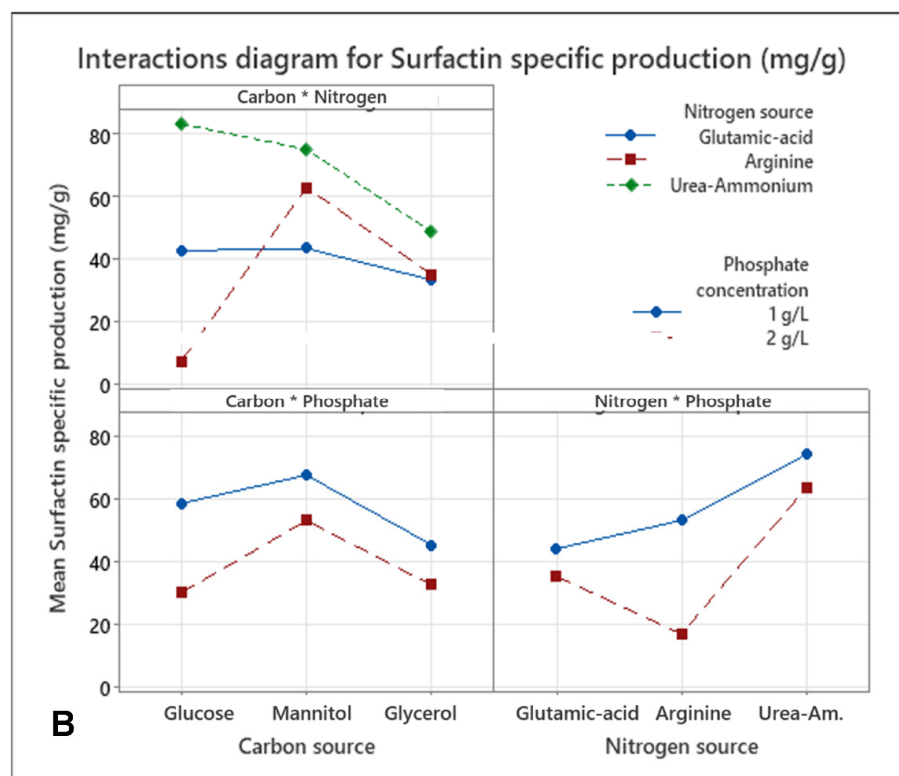 Interactions diagram for Surfactin specific production (mg/g)
Carbon * Nitrogen
Nitrogen source
Glutamic-acid
Arginine
Urea-Ammonium
Phosphate
concentration
1 g/L
2 g/L
80
60
40
20
0
Carbon * Phosphate
Nitrogen * Phosphate
80
60
40
20
0
Mean Surfactin specific production (mg/g)
Glucose Mannitol Glycerol
Glutamic-acid Arginine Urea-Am.
Carbon source
Nitrogen source
B